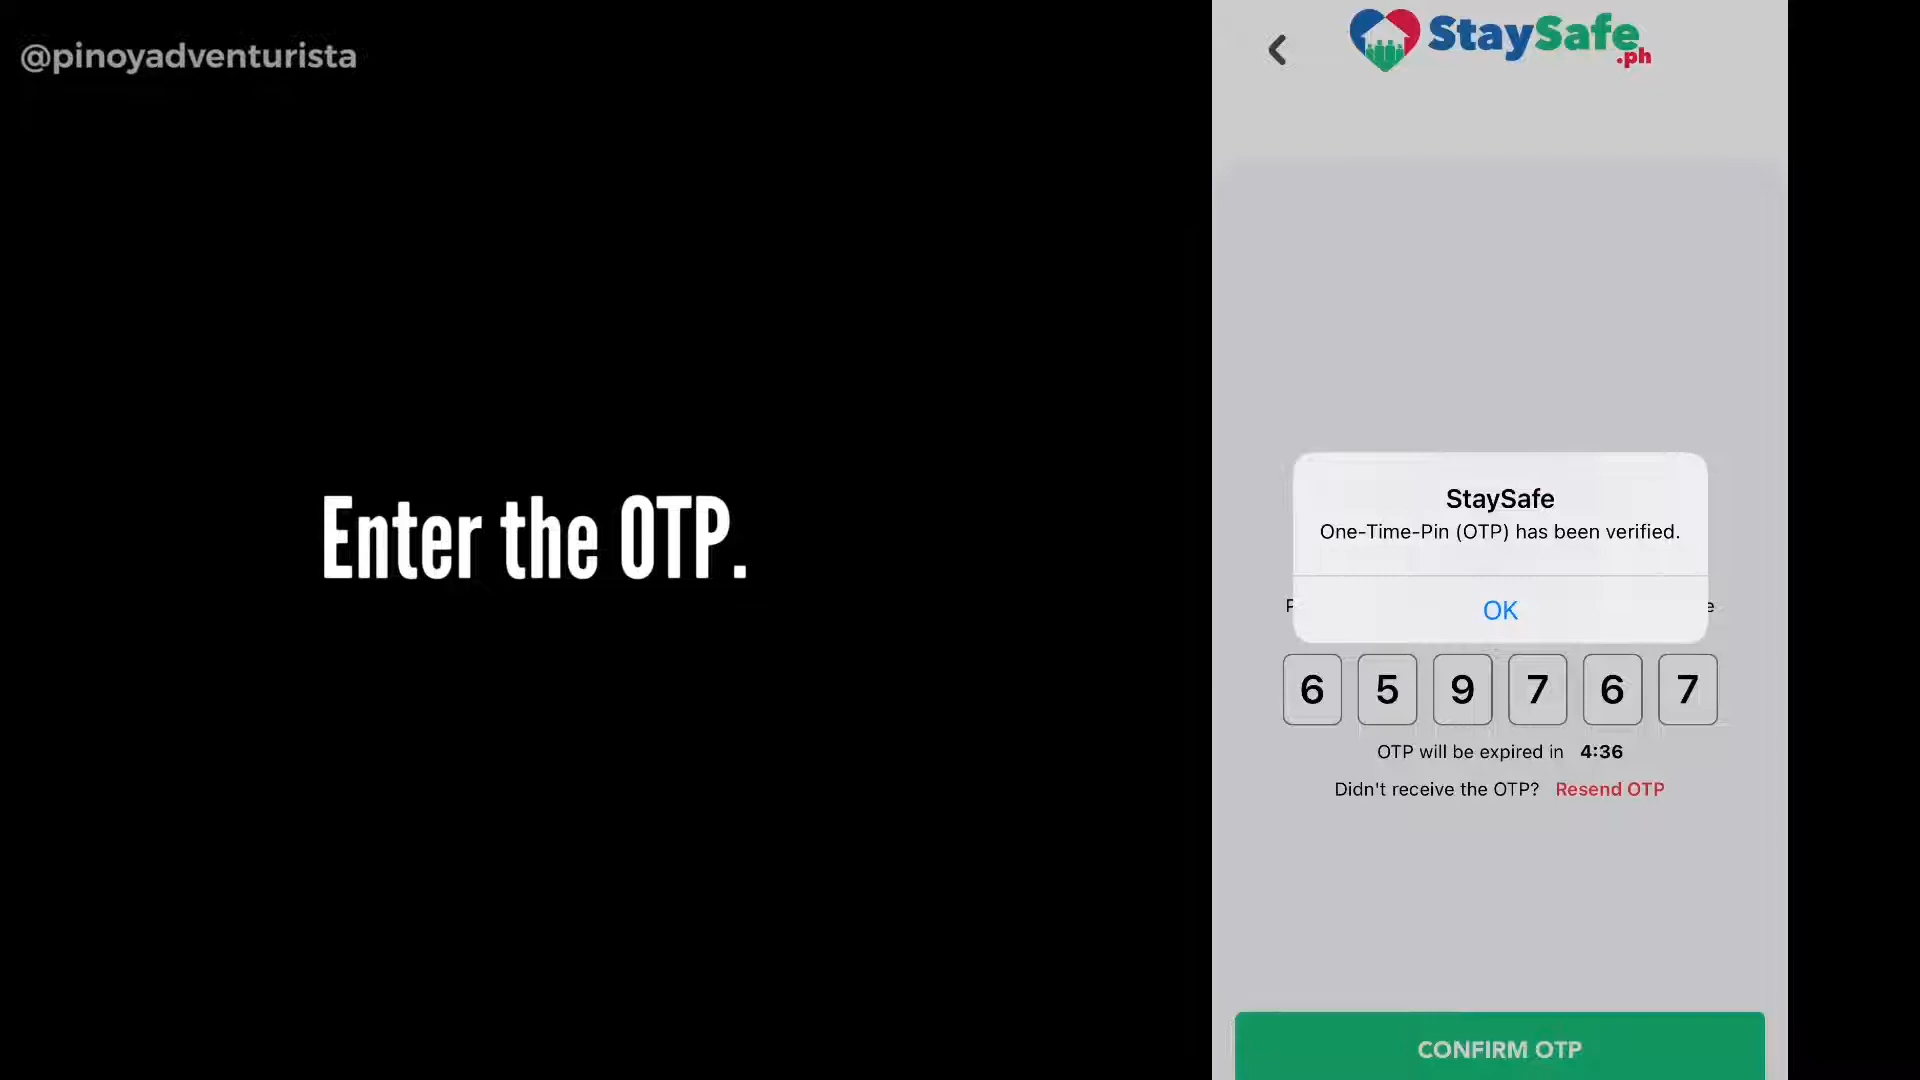 @pinoyadventurista
Enter the OTP.
StaySafe
.ph
StaySafe
One-Time-Pin (OTP) has been verified.
OK
6 5 9 7 6 7
OTP will be expired in 4:36
Didn't receive the OTP? Resend OTP
CONFIRM OTP